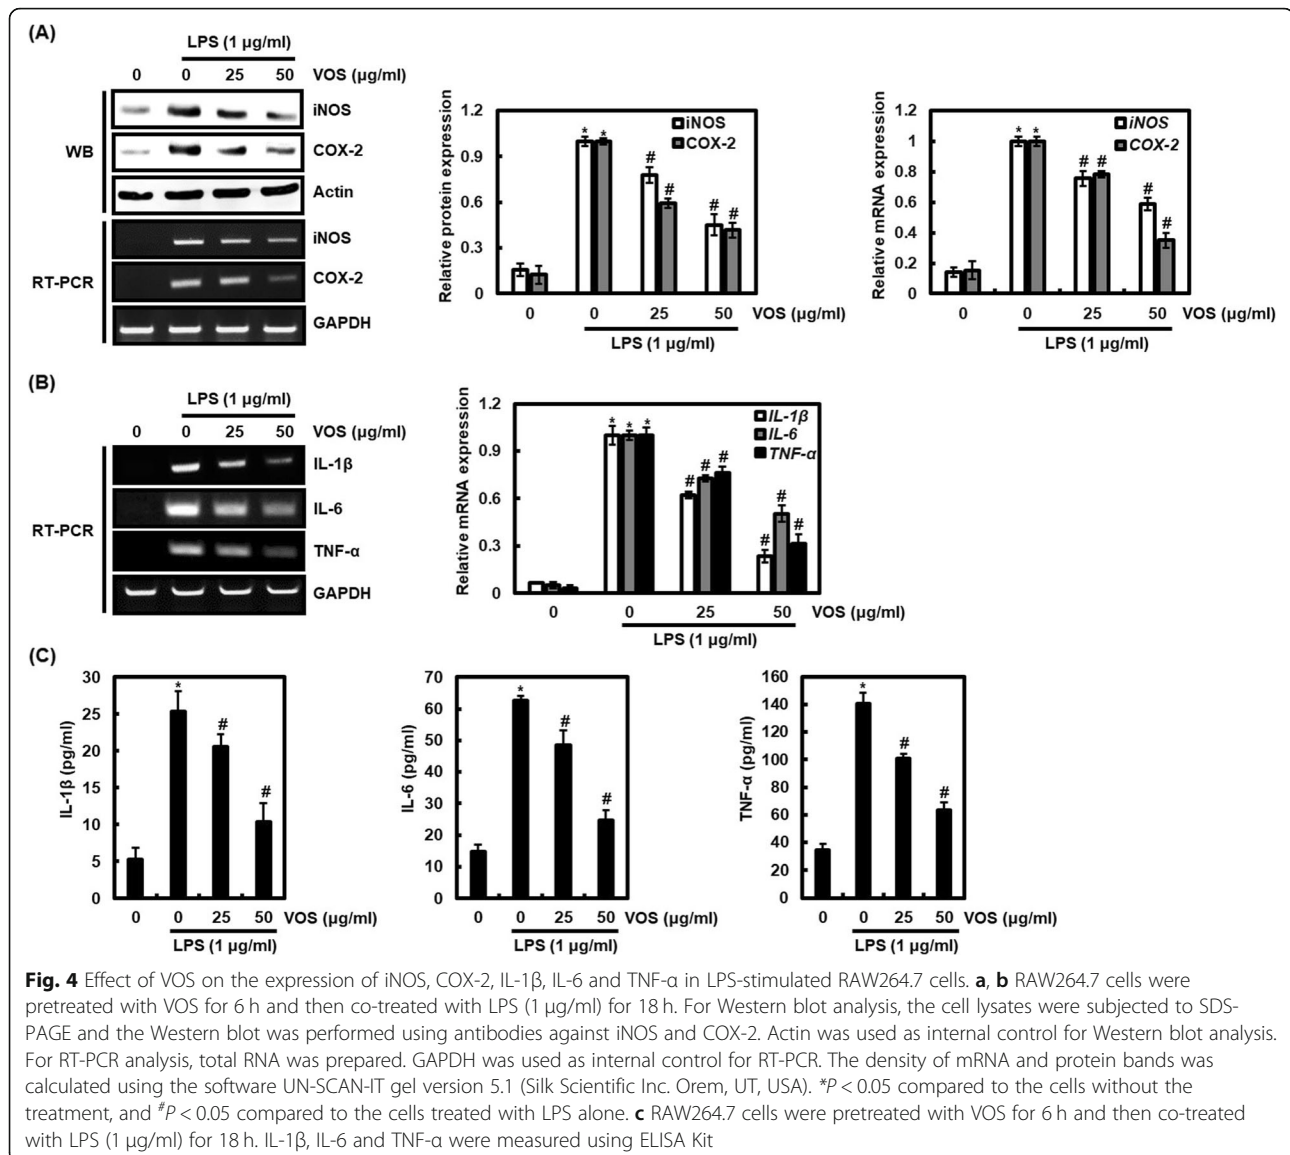 (A)
LPS (1 µg/ml)
0 0 25 50 VOS (µg/ml)
WB
iNOS
COX-2
Actin
RT-PCR
iNOS
COX-2
GAPDH
Relative protein expression
1.2
0.9
0.6
0.3
0
* *
# #
# #
iNOS
COX-2
0 0 25 50 VOS (µg/ml)
LPS (1 µg/ml)
Relative mRNA expression
1.2
1
0.8
0.6
0.4
0.2
0
* *
# #
# #
iNOS
COX-2
0 0 25 50 VOS (µg/ml)
LPS (1 µg/ml)
(B)
LPS (1 µg/ml)
0 0 25 50 VOS (µg/ml)
RT-PCR
IL-1β
IL-6
TNF-α
GAPDH
Relative mRNA expression
1.2
0.9
0.6
0.3
0
* * *
# # #
# # #
IL-1β
IL-6
TNF-α
0 0 25 50 VOS (µg/ml)
LPS (1 µg/ml)
(C)
IL-1β (pg/ml)
30
25
20
15
10
5
0
*
#
#
0 0 25 50 VOS (µg/ml)
LPS (1 µg/ml)
IL-6 (pg/ml)
70
60
50
40
30
20
10
0
*
#
#
0 0 25 50 VOS (µg/ml)
LPS (1 µg/ml)
TNF-α (pg/ml)
160
140
120
100
80
60
40
20
0
*
#
#
0 0 25 50 VOS (µg/ml)
LPS (1 µg/ml)
Fig. 4 Effect of VOS on the expression of iNOS, COX-2, IL-1β, IL-6 and TNF-α in LPS-stimulated RAW264.7 cells. a, b RAW264.7 cells were
pretreated with VOS for 6 h and then co-treated with LPS (1 µg/ml) for 18 h. For Western blot analysis, the cell lysates were subjected to SDS-
PAGE and the Western blot was performed using antibodies against iNOS and COX-2. Actin was used as internal control for Western blot analysis.
For RT-PCR analysis, total RNA was prepared. GAPDH was used as internal control for RT-PCR. The density of mRNA and protein bands was
calculated using the software UN-SCAN-IT gel version 5.1 (Silk Scientific Inc. Orem, UT, USA). *P < 0.05 compared to the cells without the
treatment, and #P < 0.05 compared to the cells treated with LPS alone. c RAW264.7 cells were pretreated with VOS for 6 h and then co-treated
with LPS (1 µg/ml) for 18 h. IL-1β, IL-6 and TNF-α were measured using ELISA Kit